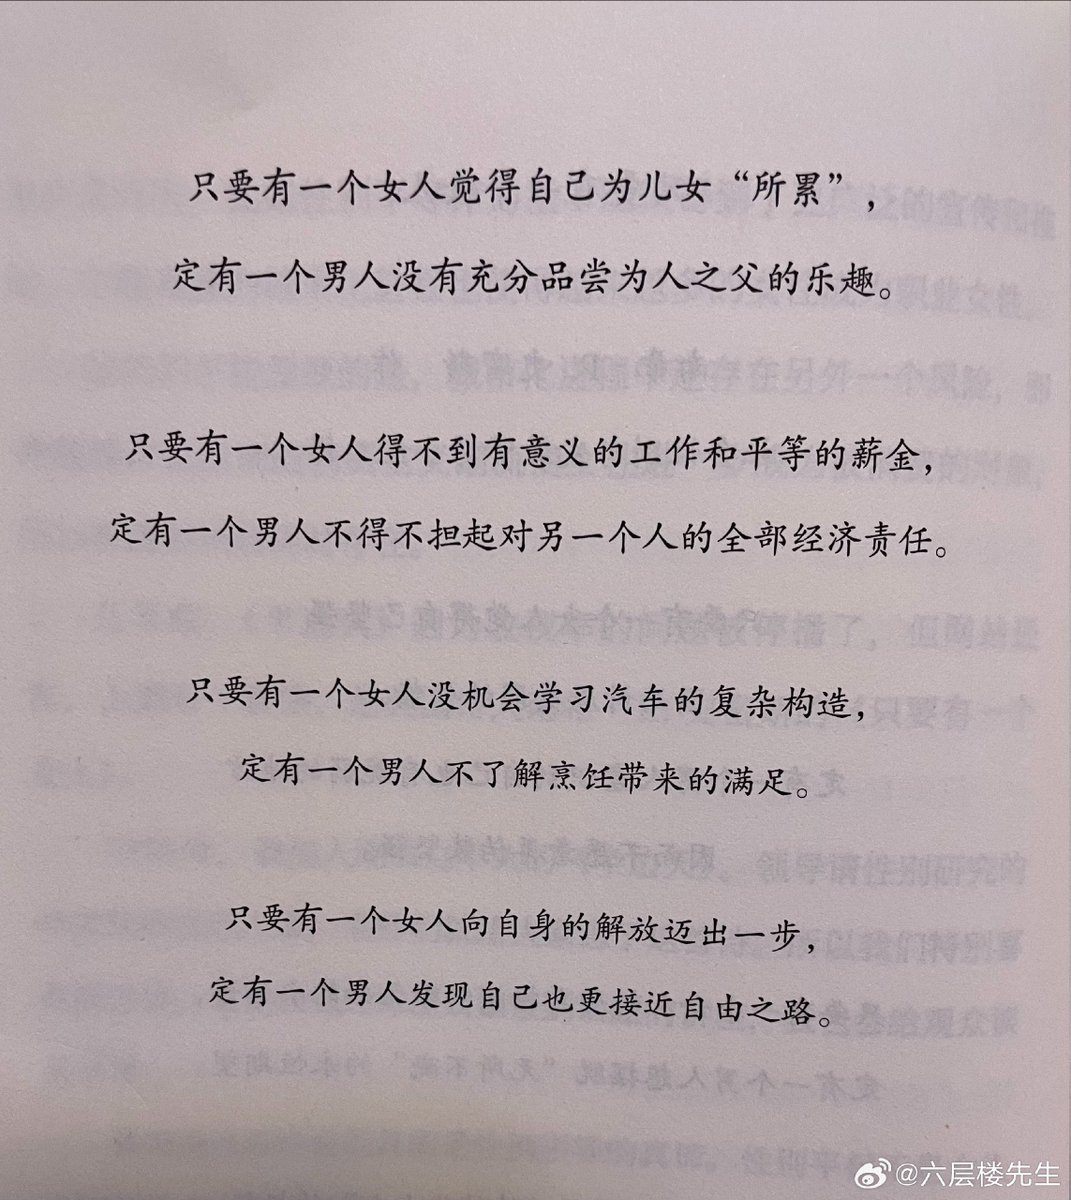 只要有一个女人觉得自己为儿女“所累”，
定有一个男人没有充分品尝为人之父的乐趣。
只要有一个女人得不到有意义的工作和平等的薪金，
定有一个男人不得不担起对另一个人的全部经济责任。
只要有一个女人没机会学习汽车的复杂构造，
定有一个男人不了解烹饪带来的满足。
只要有一个女人向自身的解放迈出一步，
定有一个男人发现自己也更接近自由之路。
@六层楼先生